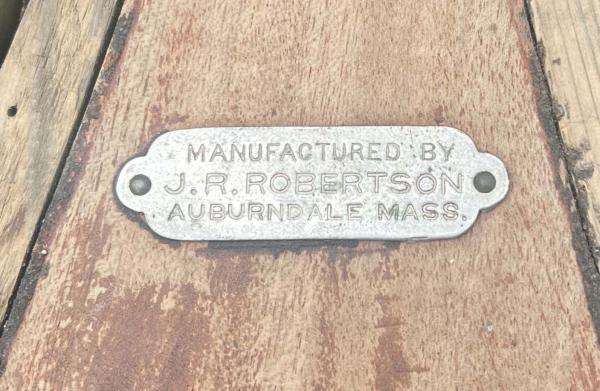 MANUFACTURED BY
J. R. ROBERTSON
AUBURNDALE MASS.